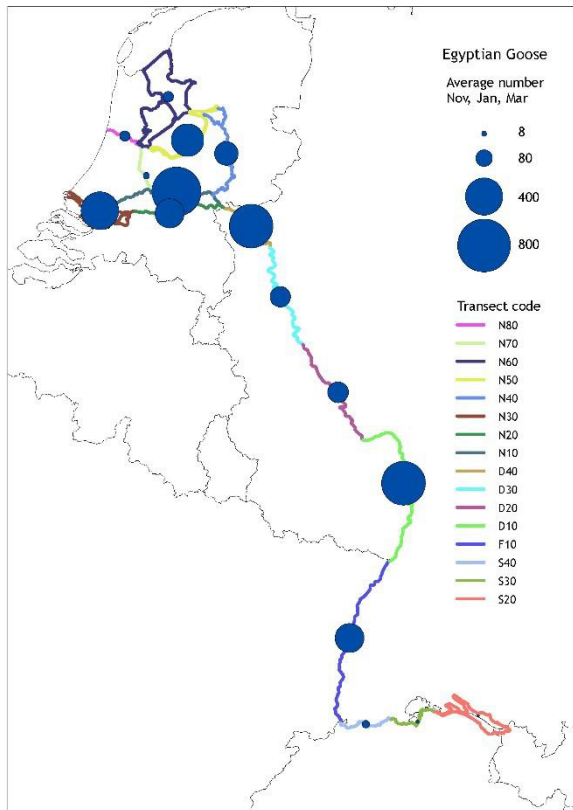 Egyptian Goose
Average number
Nov, Jan, Mar
8
80
400
800
Transect code
N80
N70
N60
N50
N40
N30
N20
N10
D40
D30
D20
D10
F10
S40
S30
S20